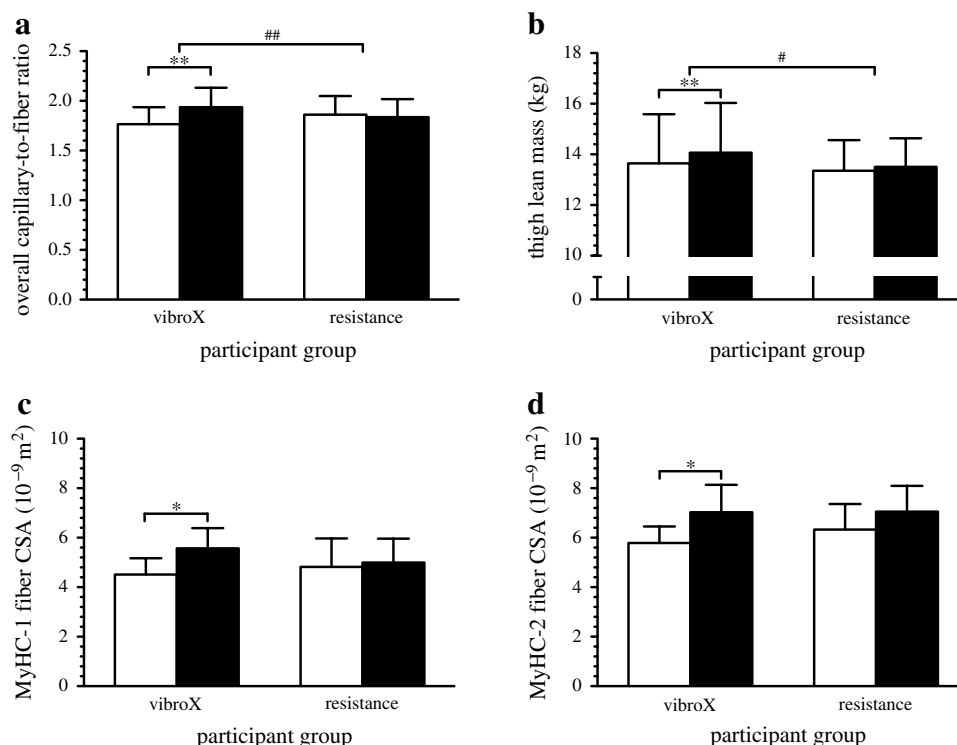 a
##
**
overall capillary-to-fiber ratio
2.5
2.0
1.5
1.0
0.5
0.0
vibroX resistance
participant group
b
#
**
thigh lean mass (kg)
18
16
14
12
10
0
vibroX resistance
participant group
c
*
MyHC-1 fiber CSA (10⁻⁹ m²)
10
8
6
4
2
0
vibroX resistance
participant group
d
*
MyHC-2 fiber CSA (10⁻⁹ m²)
10
8
6
4
2
0
vibroX resistance
participant group